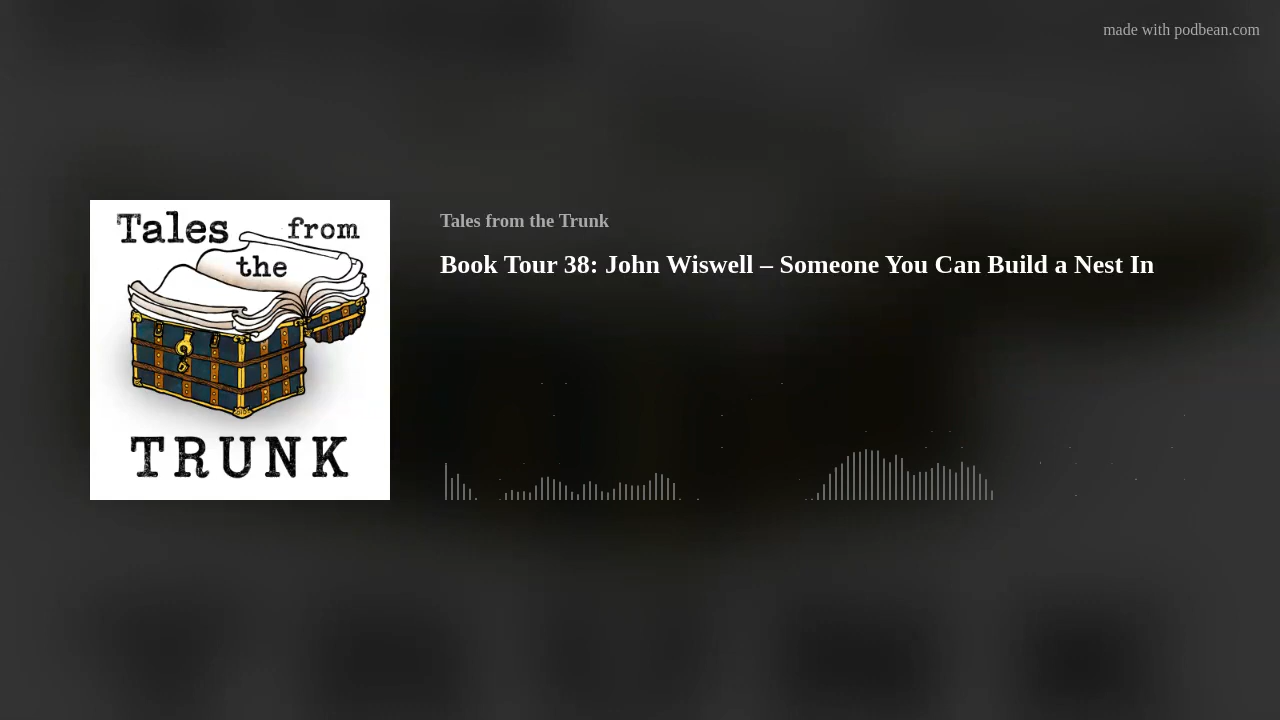 made with podbean.com
Tales from
the
TRUNK
Tales from the Trunk
Book Tour 38: John Wiswell – Someone You Can Build a Nest In